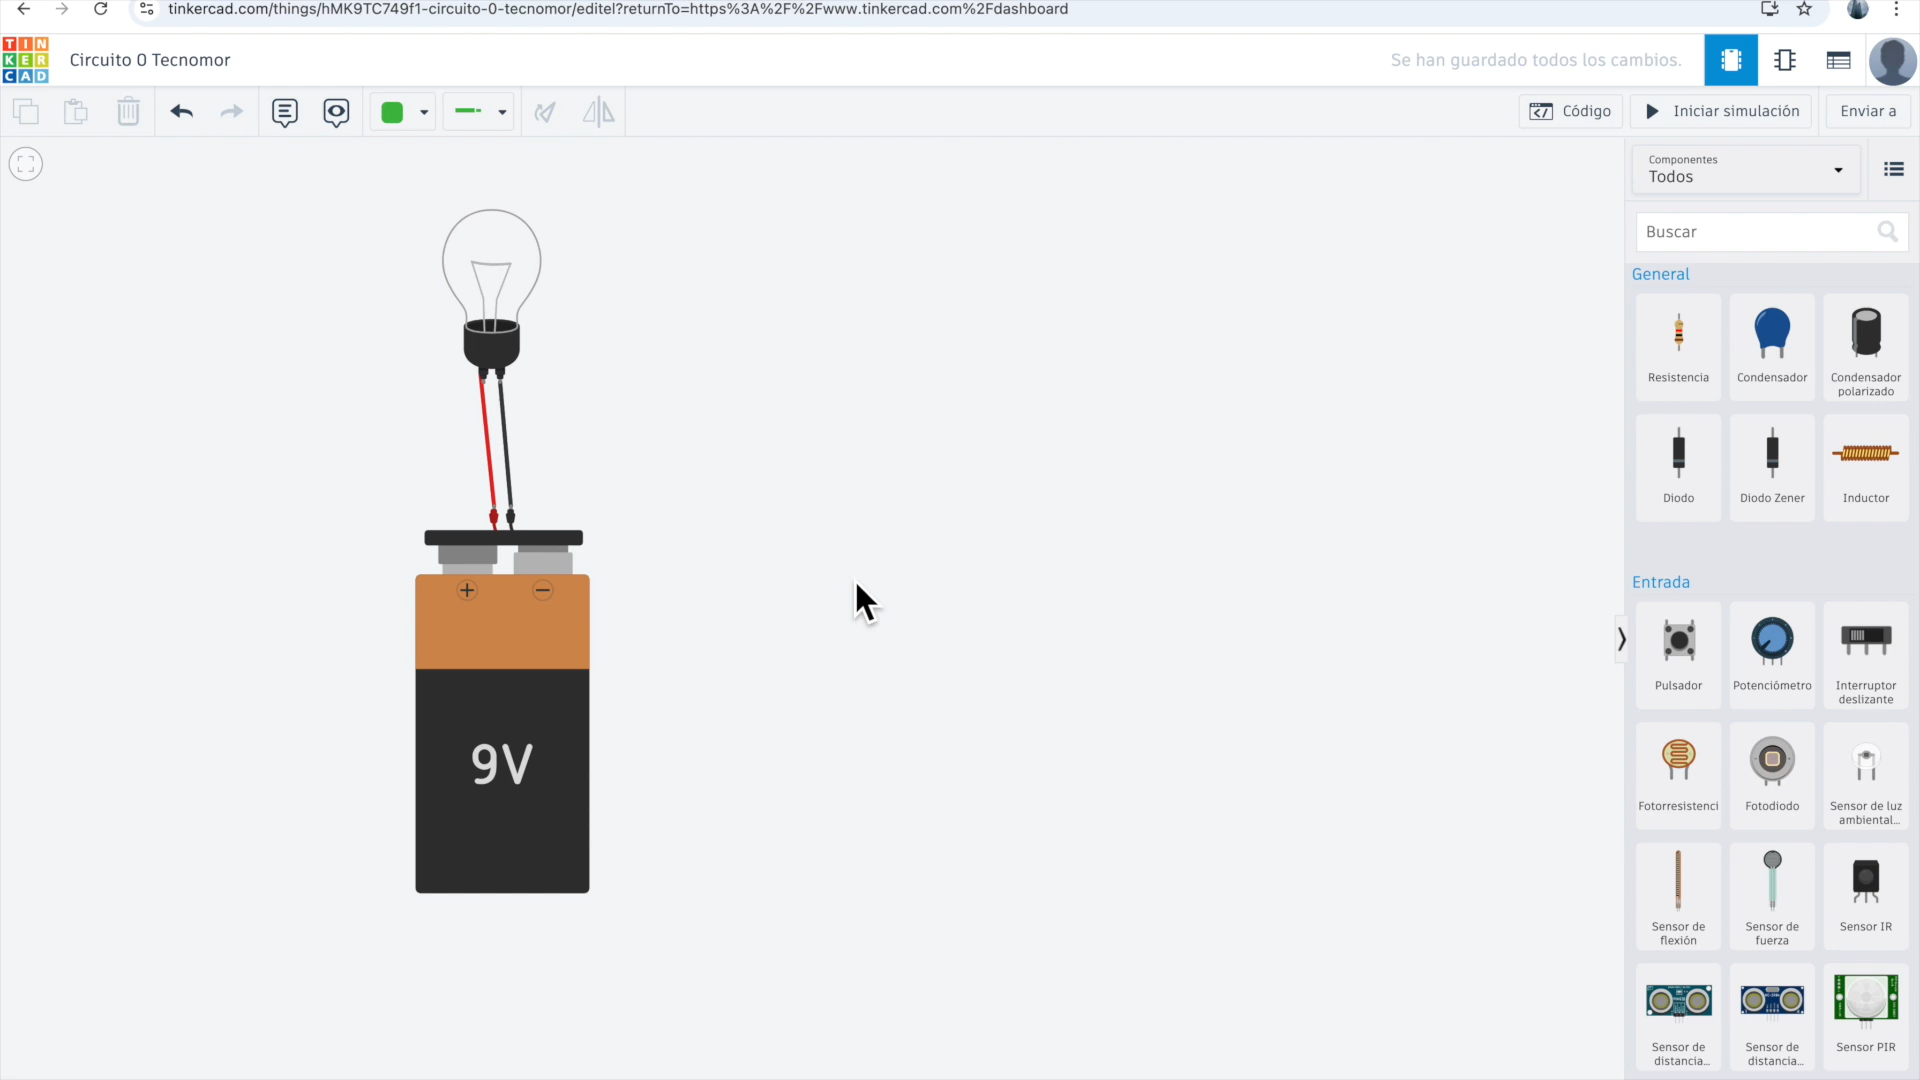 tinkercad.com/things/hMK9TC749f1-circuito-0-tecnomor/editel?returnTo=https%3A%2F%2Fwww.tinkercad.com%2Fdashboard
TIN
KER
CAD
Circuito 0 Tecnomor
Se han guardado todos los cambios.
Código
Iniciar simulación
Enviar a
Componentes
Todos
Buscar
General
Resistencia
Condensador
Condensador
polarizado
Diodo
Diodo Zener
Inductor
Entrada
Pulsador
Potenciómetro
Interruptor
deslizante
Fotorresistenci
Fotodiodo
Sensor de luz
ambiental...
Sensor de
flexión
Sensor de
fuerza
Sensor IR
Sensor de
distancia...
Sensor de
distancia...
Sensor PIR
+ −
9V